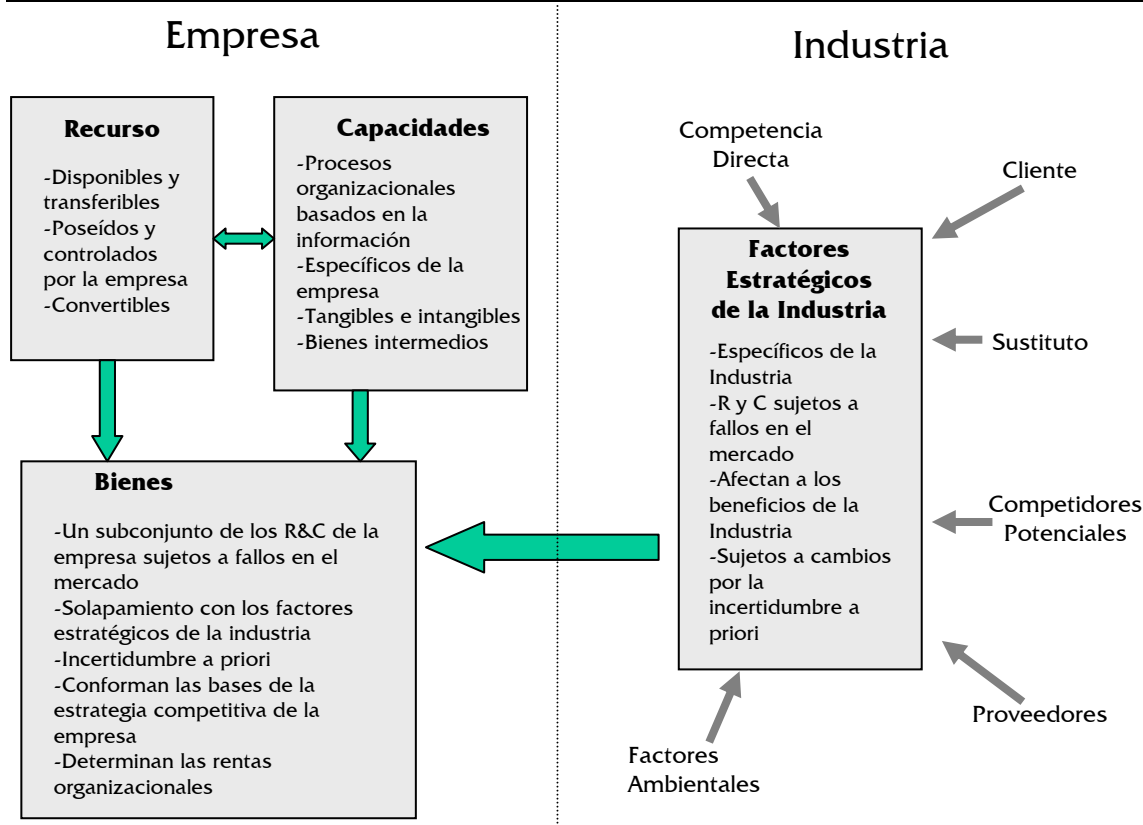 Empresa
Recurso
-Disponibles y
transferibles
-Poseídos y
controlados
por la empresa
-Convertibles
Capacidades
-Procesos
organizacionales
basados en la
información
-Específicos de la
empresa
-Tangibles e intangibles
-Bienes intermedios
Bienes
-Un subconjunto de los R&C de la
empresa sujetos a fallos en el
mercado
-Solapamiento con los factores
estratégicos de la industria
-Incertidumbre a priori
-Conforman las bases de la
estrategia competitiva de la
empresa
-Determinan las rentas
organizacionales
Industria
Competencia
Directa
Cliente
Factores
Estratégicos
de la Industria
-Específicos de la
Industria
-R y C sujetos a
fallos en el
mercado
-Afectan a los
beneficios de la
Industria
-Sujetos a cambios
por la
incertidumbre a
priori
Sustituto
Competidores
Potenciales
Proveedores
Factores
Ambientales